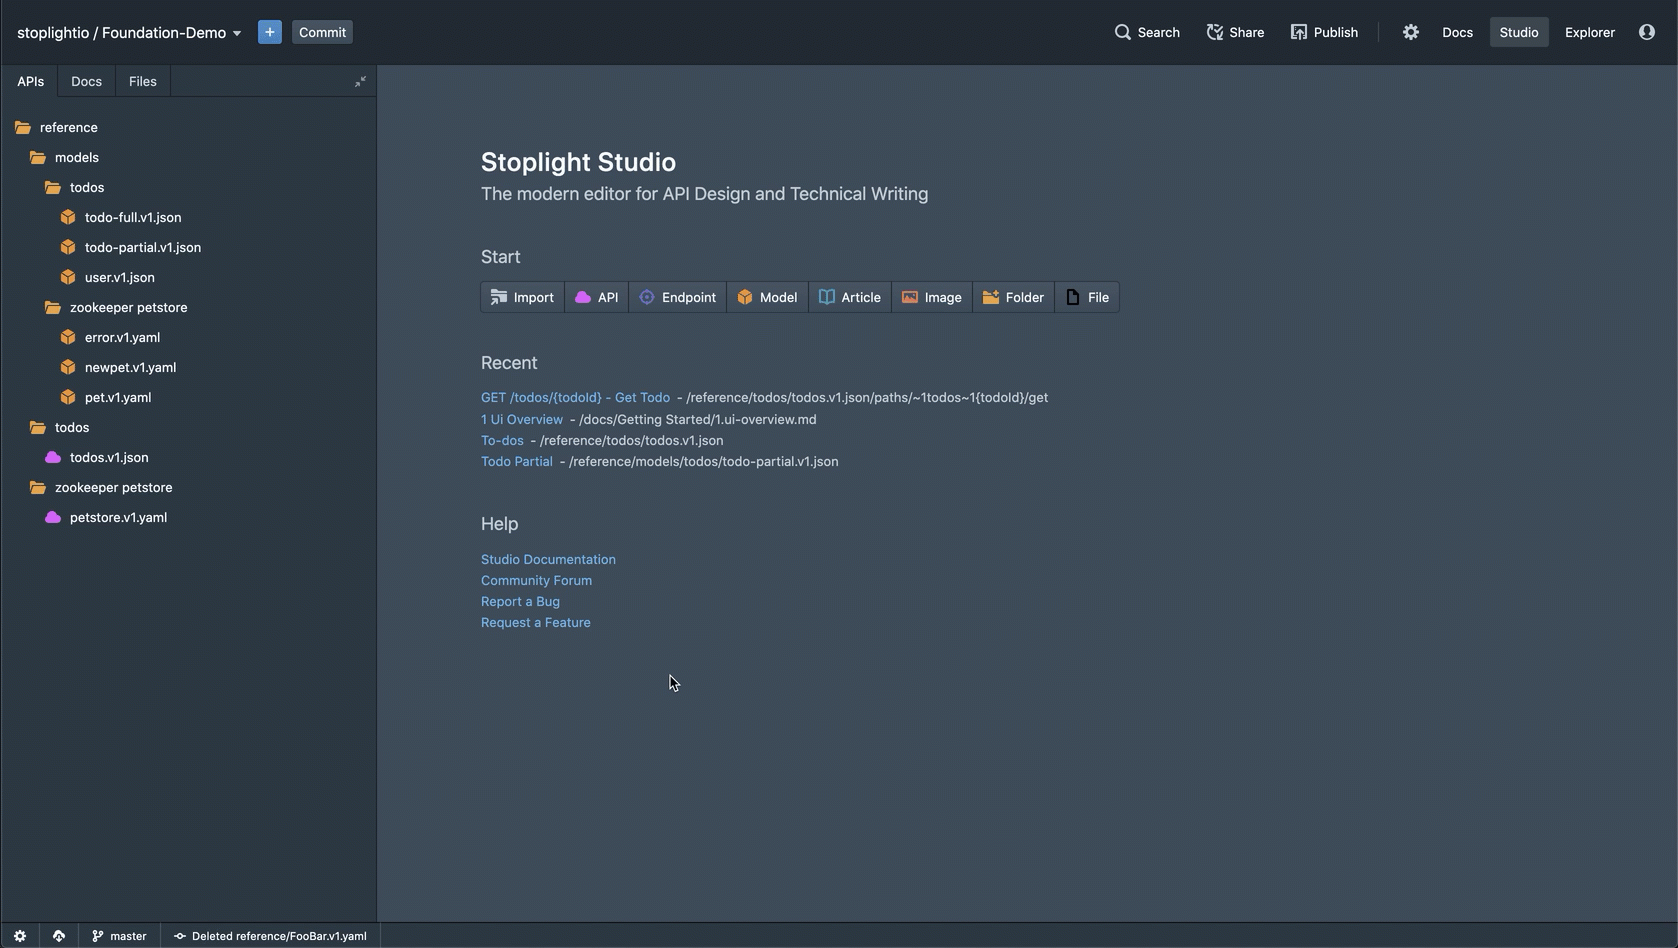 stoplightio / Foundation-Demo + Commit Search Share Publish Docs Studio Explorer
APIs Docs Files
reference
models
todos
todo-full.v1.json
todo-partial.v1.json
user.v1.json
zookeeper petstore
error.v1.yaml
newpet.v1.yaml
pet.v1.yaml
todos
todos.v1.json
zookeeper petstore
petstore.v1.yaml
Stoplight Studio
The modern editor for API Design and Technical Writing
Start
Import API Endpoint Model Article Image Folder File
Recent
GET /todos/{todoId} - Get Todo - /reference/todos/todos.v1.json/paths/~1todos~1{todoId}/get
1 Ui Overview - /docs/Getting Started/1.ui-overview.md
To-dos - /reference/todos/todos.v1.json
Todo Partial - /reference/models/todos/todo-partial.v1.json
Help
Studio Documentation
Community Forum
Report a Bug
Request a Feature
master Deleted reference/FooBar.v1.yaml